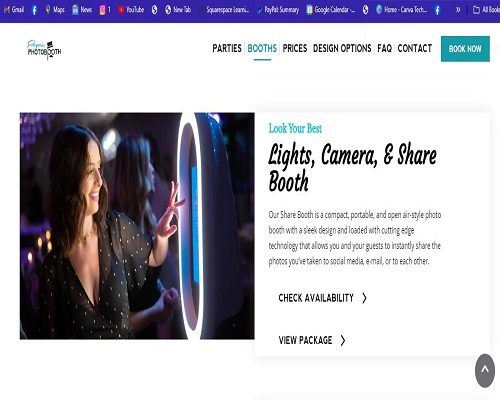 Gmail Maps News 1 YouTube New Tab Squarespace Learni... PayPal: Summary Google Calendar -... New Tab Home - Canva Tech... » All Book
PHOTOBOOTH
PARTIES | BOOTHS | PRICES | DESIGN OPTIONS | FAQ | CONTACT
BOOK NOW
Look Your Best
Lights, Camera, & Share
Booth
Our Share Booth is a compact, portable, and open air-style photo
booth with a sleek design and loaded with cutting edge
technology that allows you and your guests to instantly share the
photos you've taken to social media, e-mail, or to each other.
CHECK AVAILABILITY
VIEW PACKAGE